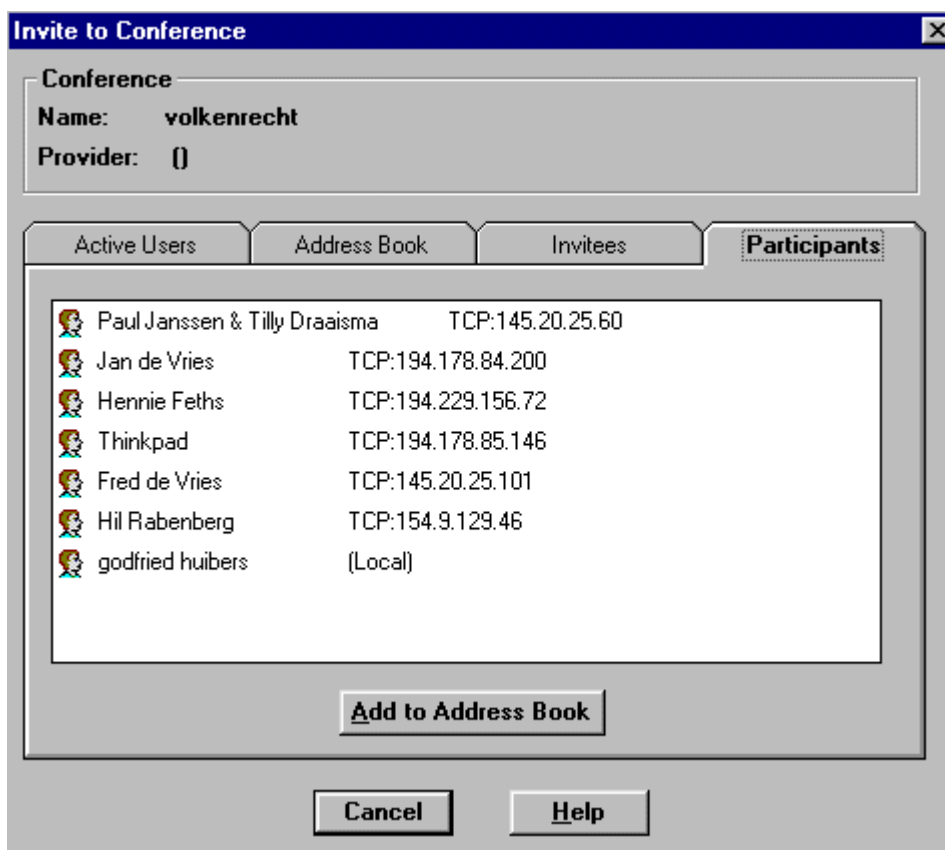 Invite to Conference
Conference
Name: volkenrecht
Provider: ()
Active Users Address Book Invitees Participants
Paul Janssen & Tilly Draaisma TCP:145.20.25.60
Jan de Vries TCP:194.178.84.200
Hennie Feths TCP:194.229.156.72
Thinkpad TCP:194.178.85.146
Fred de Vries TCP:145.20.25.101
Hil Rabenberg TCP:154.9.129.46
godfried huibers (Local)
Add to Address Book
Cancel Help